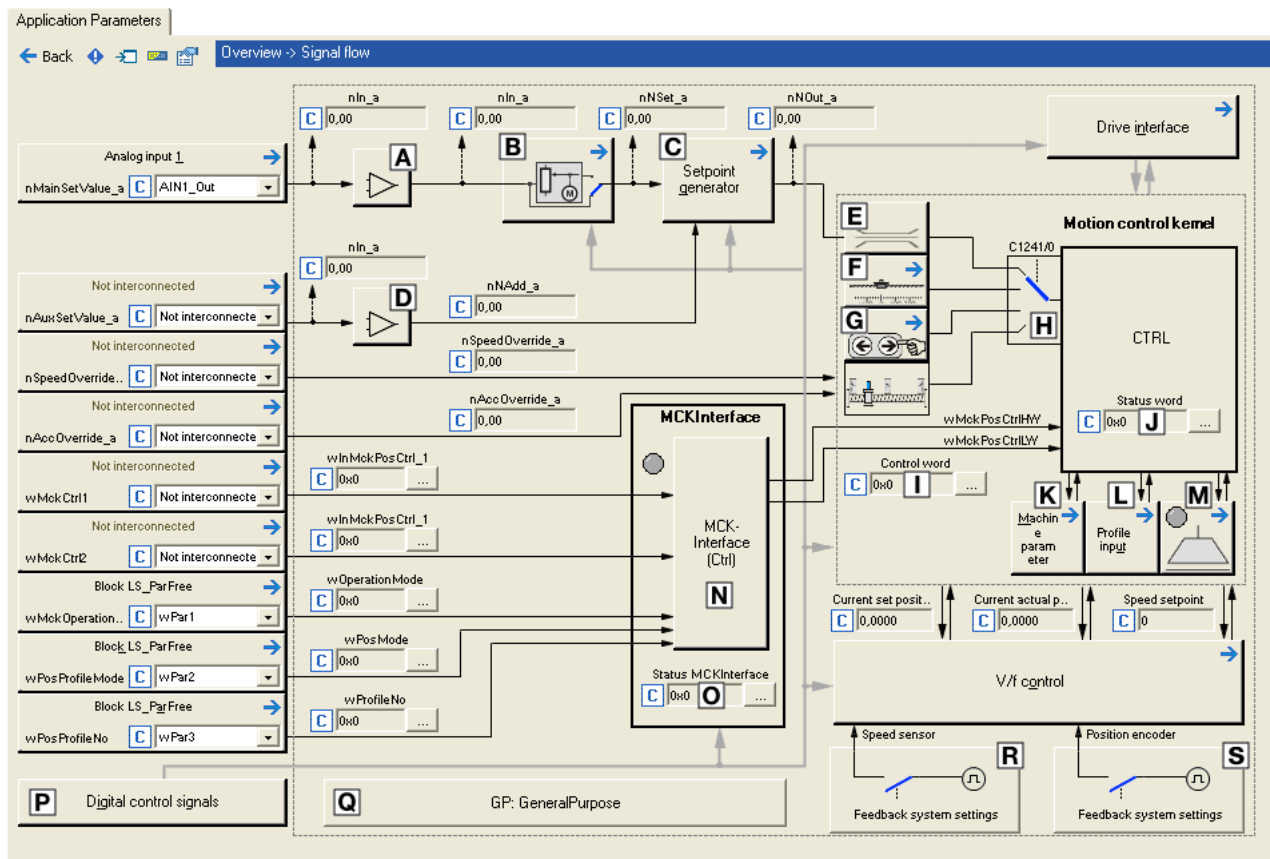 Application Parameters
Back
Overview -> Signal flow
nIn_a
C 0,00
nIn_a
C 0,00
nNSet_a
C 0,00
nNOut_a
C 0,00
Drive interface
Analog input 1
nMainSetValue_a C AIN1_Out
A
B
C
Setpoint
generator
Motion control kernel
C1241/0
E
F
G
H
CTRL
Status word
C 0x0 J ...
nIn_a
C 0,00
D
nNAdd_a
C 0,00
Not interconnected
nAuxSetValue_a C Not interconnecte
Not interconnected
nSpeedOverride.. C Not interconnecte
nSpeedOverride_a
C 0,00
Not interconnected
nAccOverride_a C Not interconnecte
nAccOverride_a
C 0,00
Not interconnected
wMckCtrl1 C Not interconnecte
wInMckPosCtrl_1
C 0x0 ...
Not interconnected
wMckCtrl2 C Not interconnecte
wInMckPosCtrl_1
C 0x0 ...
Block LS_ParFree
wMckOperation.. C wPar1
wOperationMode
C 0x0 ...
Block LS_ParFree
wPosProfileMode C wPar2
wPosMode
C 0x0 ...
Block LS_ParFree
wPosProfileNo C wPar3
wProfileNo
C 0x0 ...
MCKInterface
MCK-
Interface
(Ctrl)
N
Status MCKInterface
C 0x0 O ...
wMckPosCtrlHW
wMckPosCtrlLW
Control word
C 0x0 I ...
K
Machin
e
param
eter
L
Profile
input
M
Current set posit..
C 0,0000
Current actual p..
C 0,0000
Speed setpoint
C 0
V/f control
Speed sensor
Position encoder
R
Feedback system settings
S
Feedback system settings
P Digital control signals
Q GP: GeneralPurpose